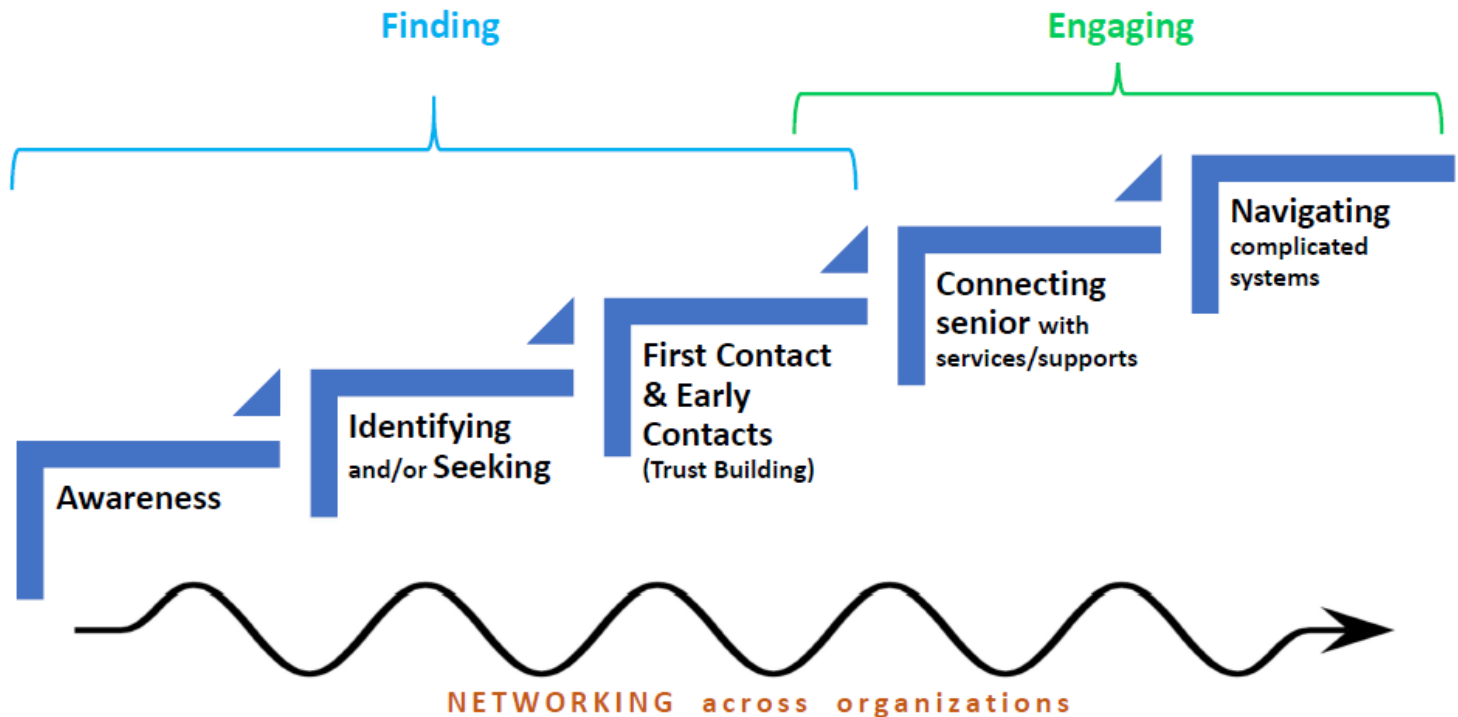 Finding
Engaging
Awareness
Identifying
and/or Seeking
First Contact
& Early
Contacts
(Trust Building)
Connecting
senior with
services/supports
Navigating
complicated
systems
NETWORKING across organizations